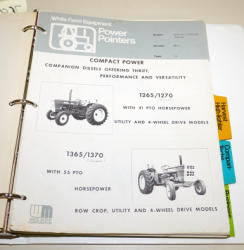 White Farm Equipment
Power
Pointers
COMPACT POWER
COMPANION DIESELS OFFERING THRIFT,
PERFORMANCE AND VERSATILITY
1265/1270
WITH 41 PTO HORSEPOWER
UTILITY AND 4-WHEEL DRIVE MODELS
1365/1370
WITH 55 PTO
HORSEPOWER
ROW CROP, UTILITY AND 4-WHEEL DRIVE MODELS